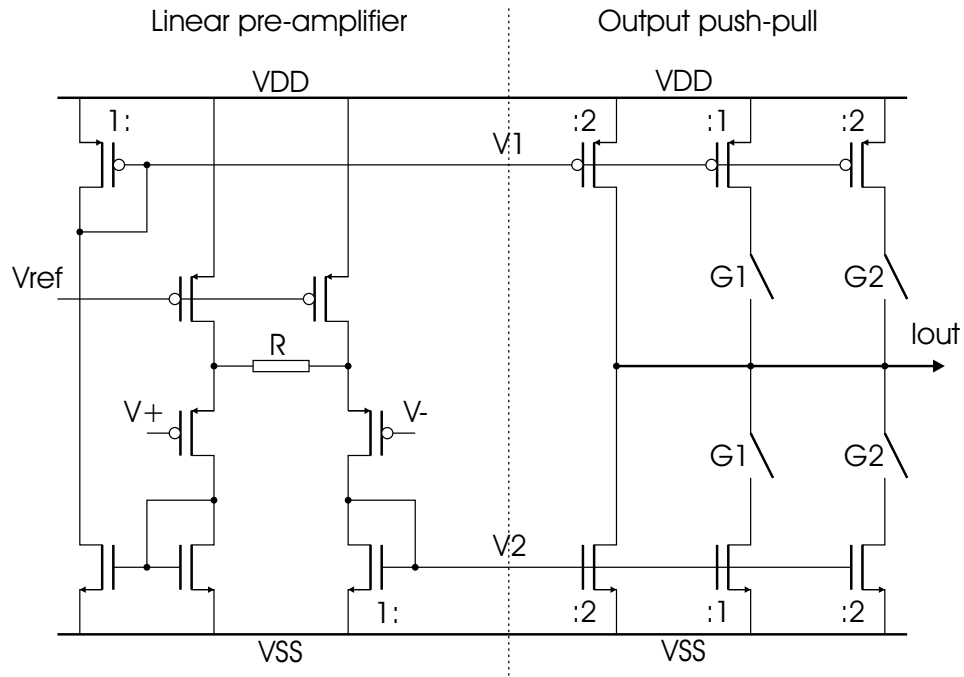 Linear pre-amplifier
Output push-pull
VDD
VDD
1:
V1
:2
:1
:2
Vref
G1
G2
R
Iout
V+
V-
G1
G2
V2
1:
:2
:1
:2
VSS
VSS